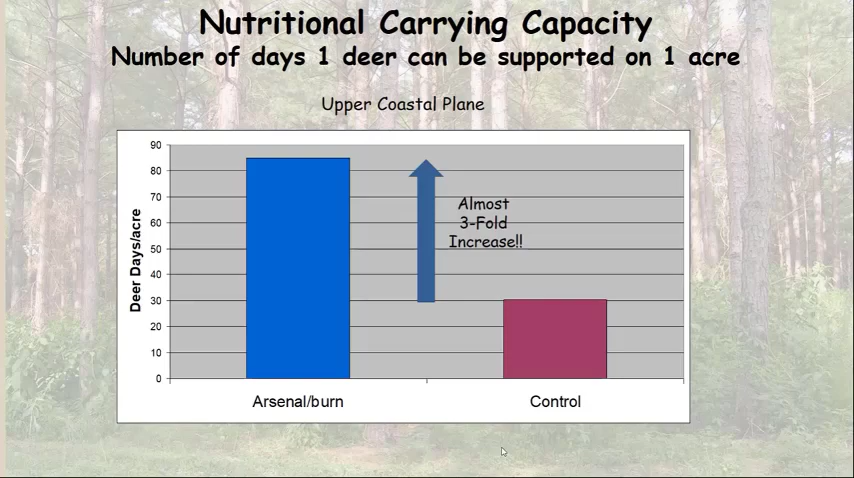 Nutritional Carrying Capacity
Number of days 1 deer can be supported on 1 acre
Upper Coastal Plane
90
80
70
60
50
40
30
20
10
0
Deer Days/acre
Almost
3-Fold
Increase!!
Arsenal/burn
Control